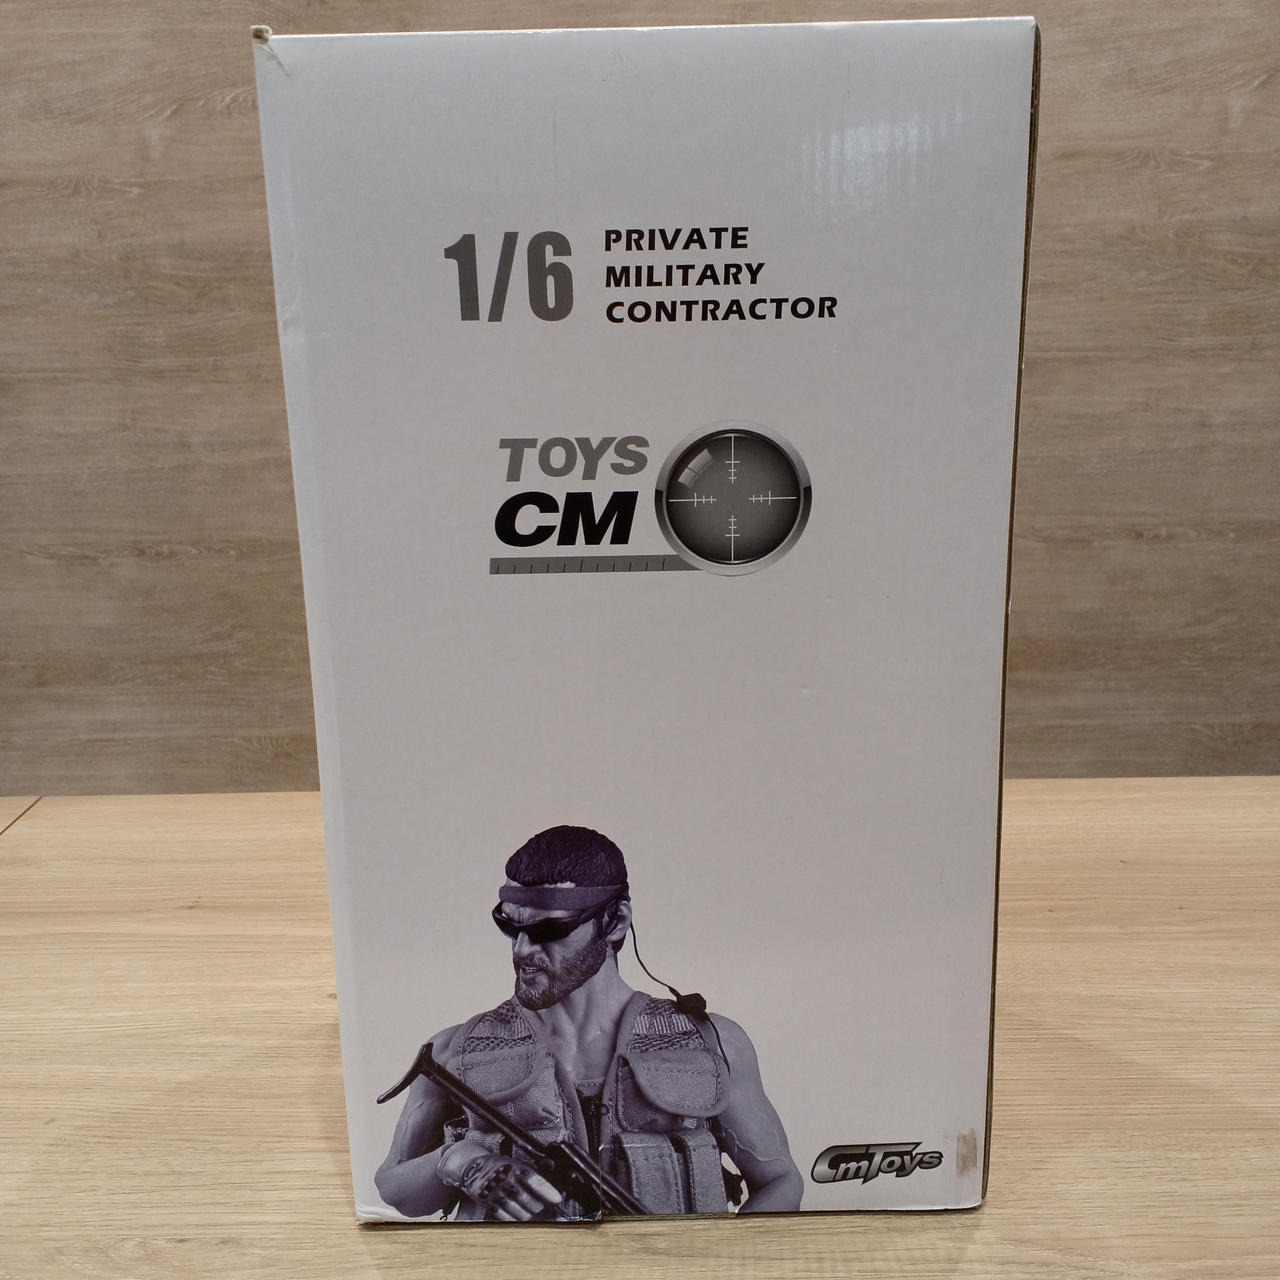 1/6
PRIVATE
MILITARY
CONTRACTOR
TOYS
CM
CmToys